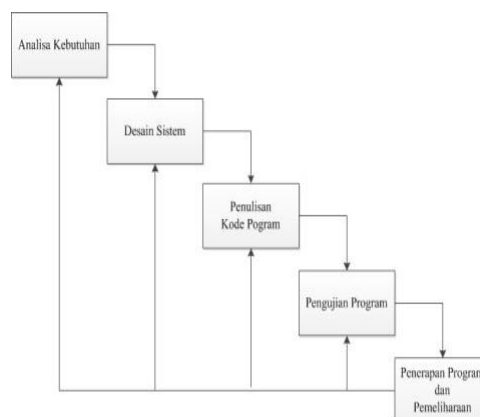 Analisa Kebutuhan
Desain Sistem
Penulisan
Kode Pogram
Pengujian Program
Penerapan Program
dan
Pemeliharaan